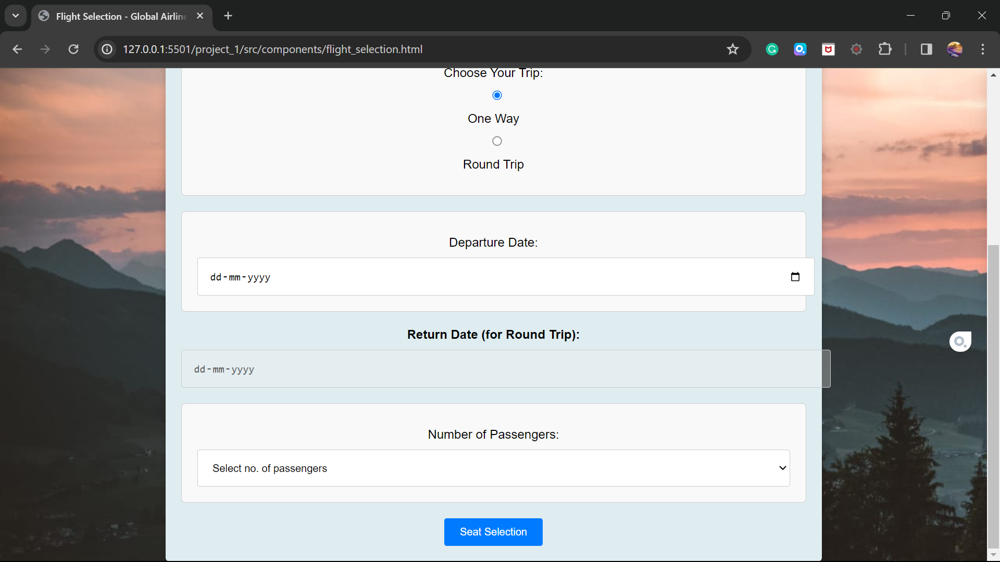 Flight Selection - Global Airline
127.0.0.1:5501/project_1/src/components/flight_selection.html
Choose Your Trip:
One Way
Round Trip
Departure Date:
dd-mm-yyyy
Return Date (for Round Trip):
dd-mm-yyyy
Number of Passengers:
Select no. of passengers
Seat Selection